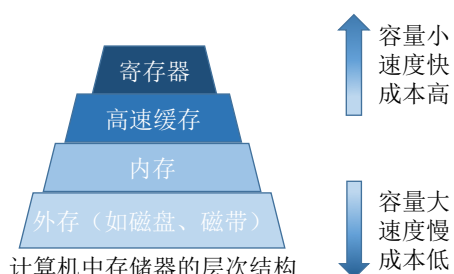 寄存器
高速缓存
内存
外存（如磁盘、磁带）
计算机中存储器的层次结构
容量小
速度快
成本高
容量大
速度慢
成本低